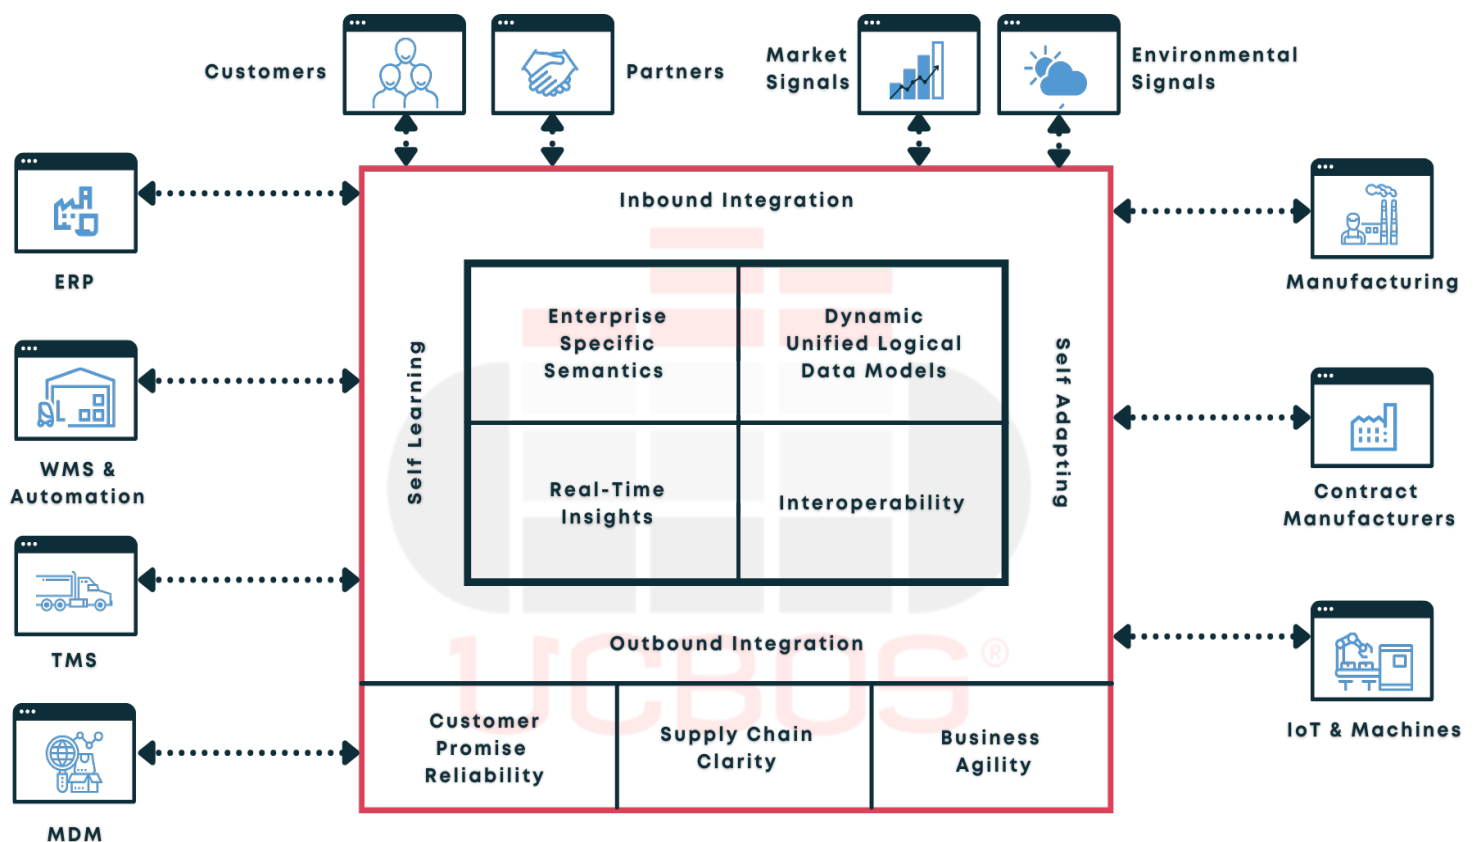 Customers
Partners
Market
Signals
Environmental
Signals
ERP
WMS &
Automation
TMS
MDM
Inbound Integration
Self Learning
Enterprise
Specific
Semantics
Dynamic
Unified Logical
Data Models
Real-Time
Insights
Interoperability
Self Adapting
Outbound Integration
UCBOS®
Customer
Promise
Reliability
Supply Chain
Clarity
Business
Agility
Manufacturing
Contract
Manufacturers
IoT & Machines